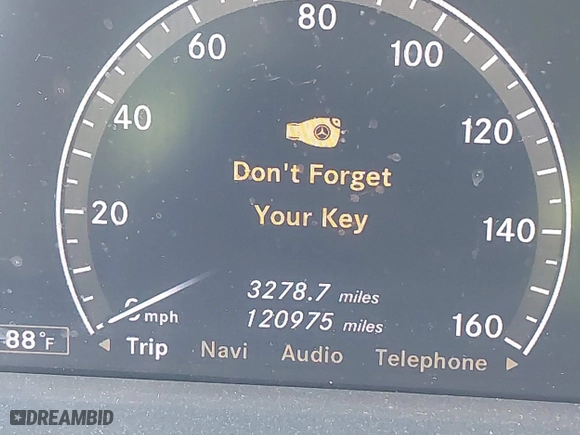 80
60 100
40 120
Don't Forget
Your Key
20 140
3278.7 miles
0 mph 120975 miles 160
88°F Trip Navi Audio Telephone
DREAMBID